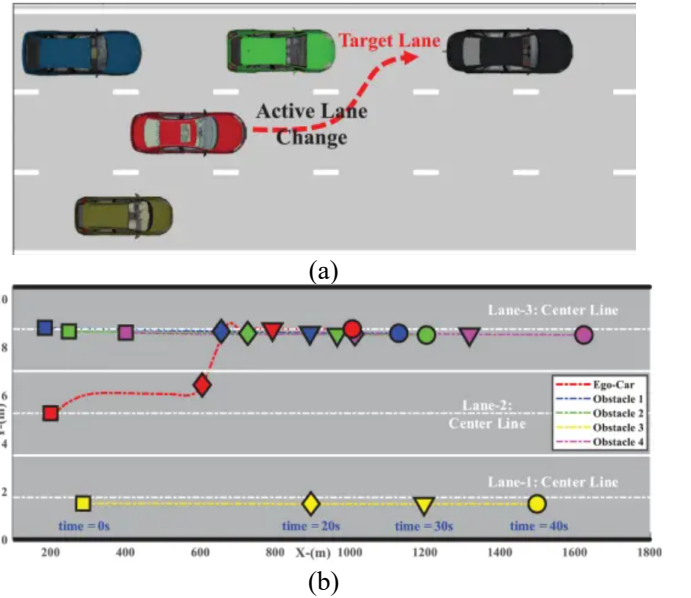 Target Lane
Active Lane
Change
(a)
Lane-3: Center Line
8
6
Ego-Car
Obstacle 1
Obstacle 2
Obstacle 3
Obstacle 4
Lane-2:
Center Line
4
2
Lane-1: Center Line
time = 0s
time = 20s
time = 30s
time = 40s
0
200
400
600
800
X-(m)
1000
1200
1400
1600
1800
(b)